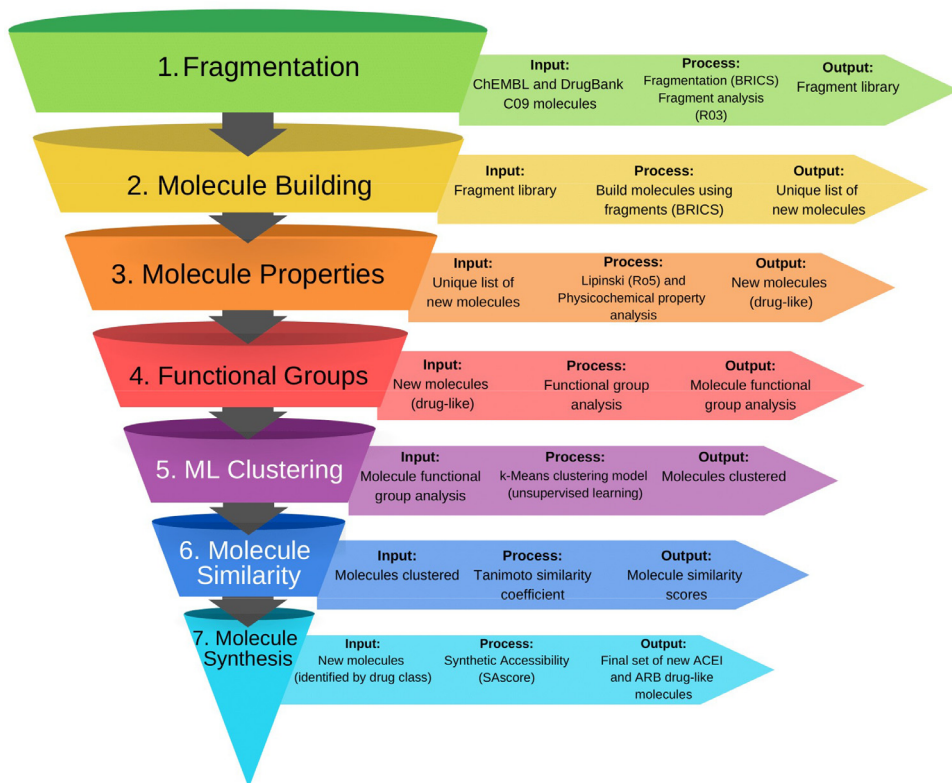 1. Fragmentation
Input:
ChEMBL and DrugBank
C09 molecules
Process:
Fragmentation (BRICS)
Fragment analysis
(R03)
Output:
Fragment library
2. Molecule Building
Input:
Fragment library
Process:
Build molecules using
fragments (BRICS)
Output:
Unique list of
new molecules
3. Molecule Properties
Input:
Unique list of
new molecules
Process:
Lipinski (Ro5) and
Physicochemical property
analysis
Output:
New molecules
(drug-like)
4. Functional Groups
Input:
New molecules
(drug-like)
Process:
Functional group
analysis
Output:
Molecule functional
group analysis
5. ML Clustering
Input:
Molecule functional
group analysis
Process:
k-Means clustering model
(unsupervised learning)
Output:
Molecules clustered
6. Molecule
Similarity
Input:
Molecules clustered
Process:
Tanimoto similarity
coefficient
Output:
Molecule similarity
scores
7. Molecule
Synthesis
Input:
New molecules
(identified by drug class)
Process:
Synthetic Accessibility
(SAscore)
Output:
Final set of new ACEI
and ARB drug-like
molecules